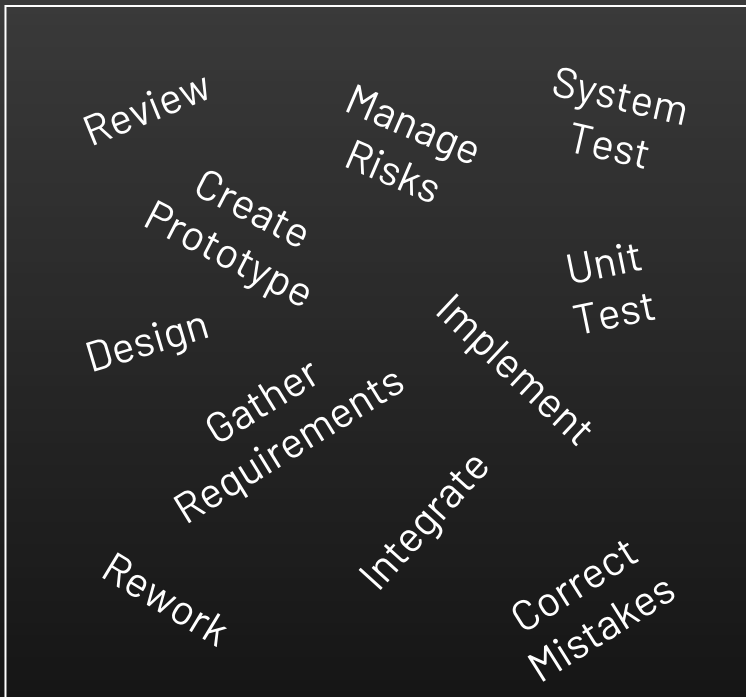 Review
Manage
Risks
System
Test
Create
Prototype
Unit
Test
Design
Implement
Gather
Requirements
Integrate
Rework
Correct
Mistakes